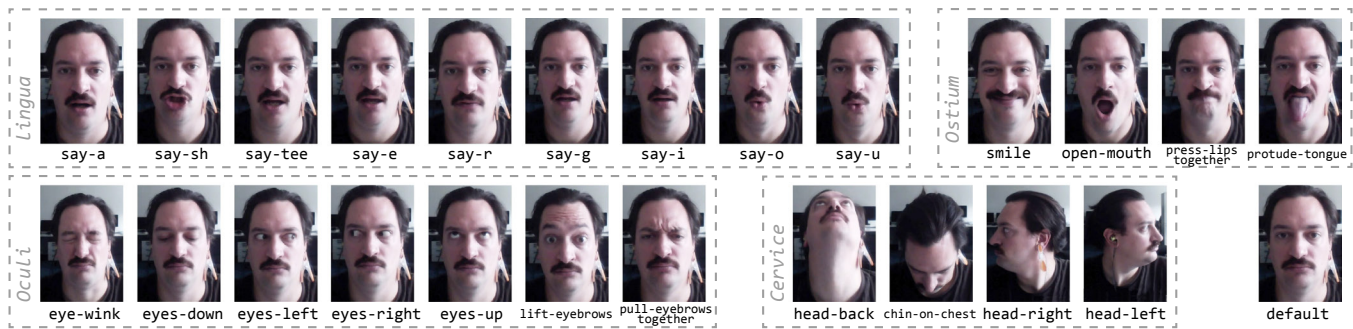 Lingua
say-a say-sh say-tee say-e say-r say-g say-i say-o say-u
Ostium
smile open-mouth press-lips together protude-tongue
Oculi
eye-wink eyes-down eyes-left eyes-right eyes-up lift-eyebrows pull-eyebrows together
Cervice
head-back chin-on-chest head-right head-left
default